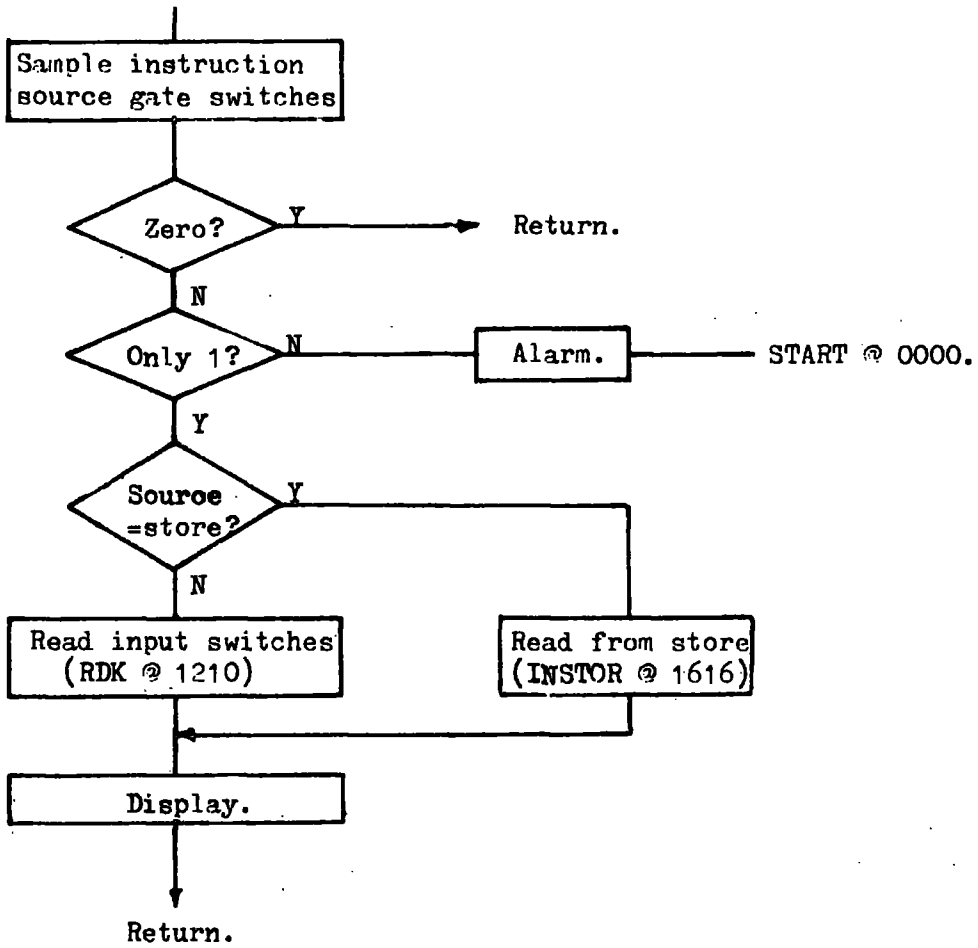 Sample instruction
source gate switches
Zero?
Y
Return.
N
Only 1?
N
Alarm.
START @ 0000.
Y
Source
=store?
Y
N
Read input switches
(RDK @ 1210)
Read from store
(INSTOR @ 1616)
Display.
Return.